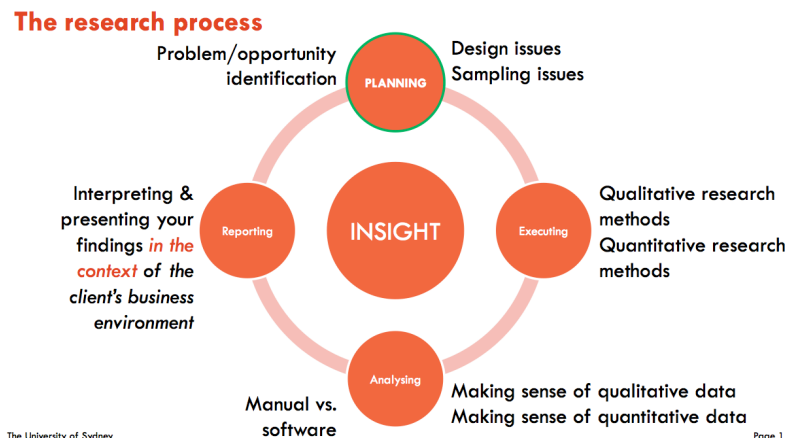 The research process
Problem/opportunity
identification
PLANNING
Design issues
Sampling issues
Interpreting &
presenting your
findings in the
context of the
client's business
environment
Reporting
INSIGHT
Executing
Qualitative research
methods
Quantitative research
methods
Analysing
Manual vs.
software
Making sense of qualitative data
Making sense of quantitative data
The University of Sydney
Page 1